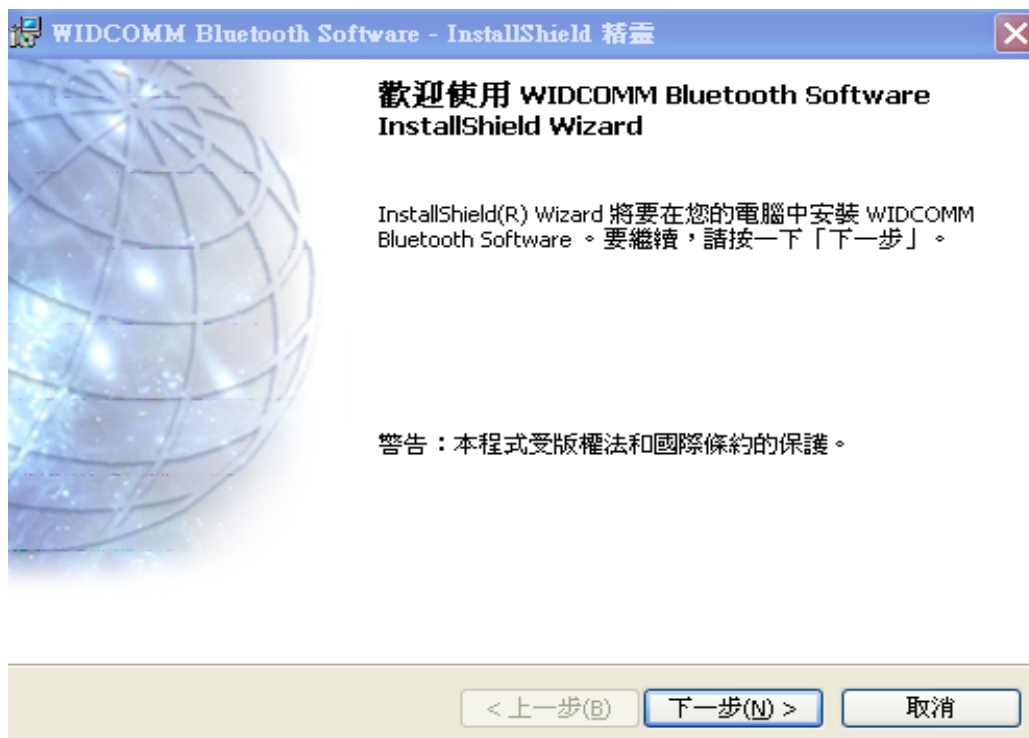 WIDCOMM Bluetooth Software - InstallShield 精靈
歡迎使用 WIDCOMM Bluetooth Software
InstallShield Wizard
InstallShield(R) Wizard 將要在您的電腦中安裝 WIDCOMM
Bluetooth Software 。要繼續，請按一下「下一步」。
警告：本程式受版權法和國際條約的保護。
< 上一步(B) 下一步(N) > 取消